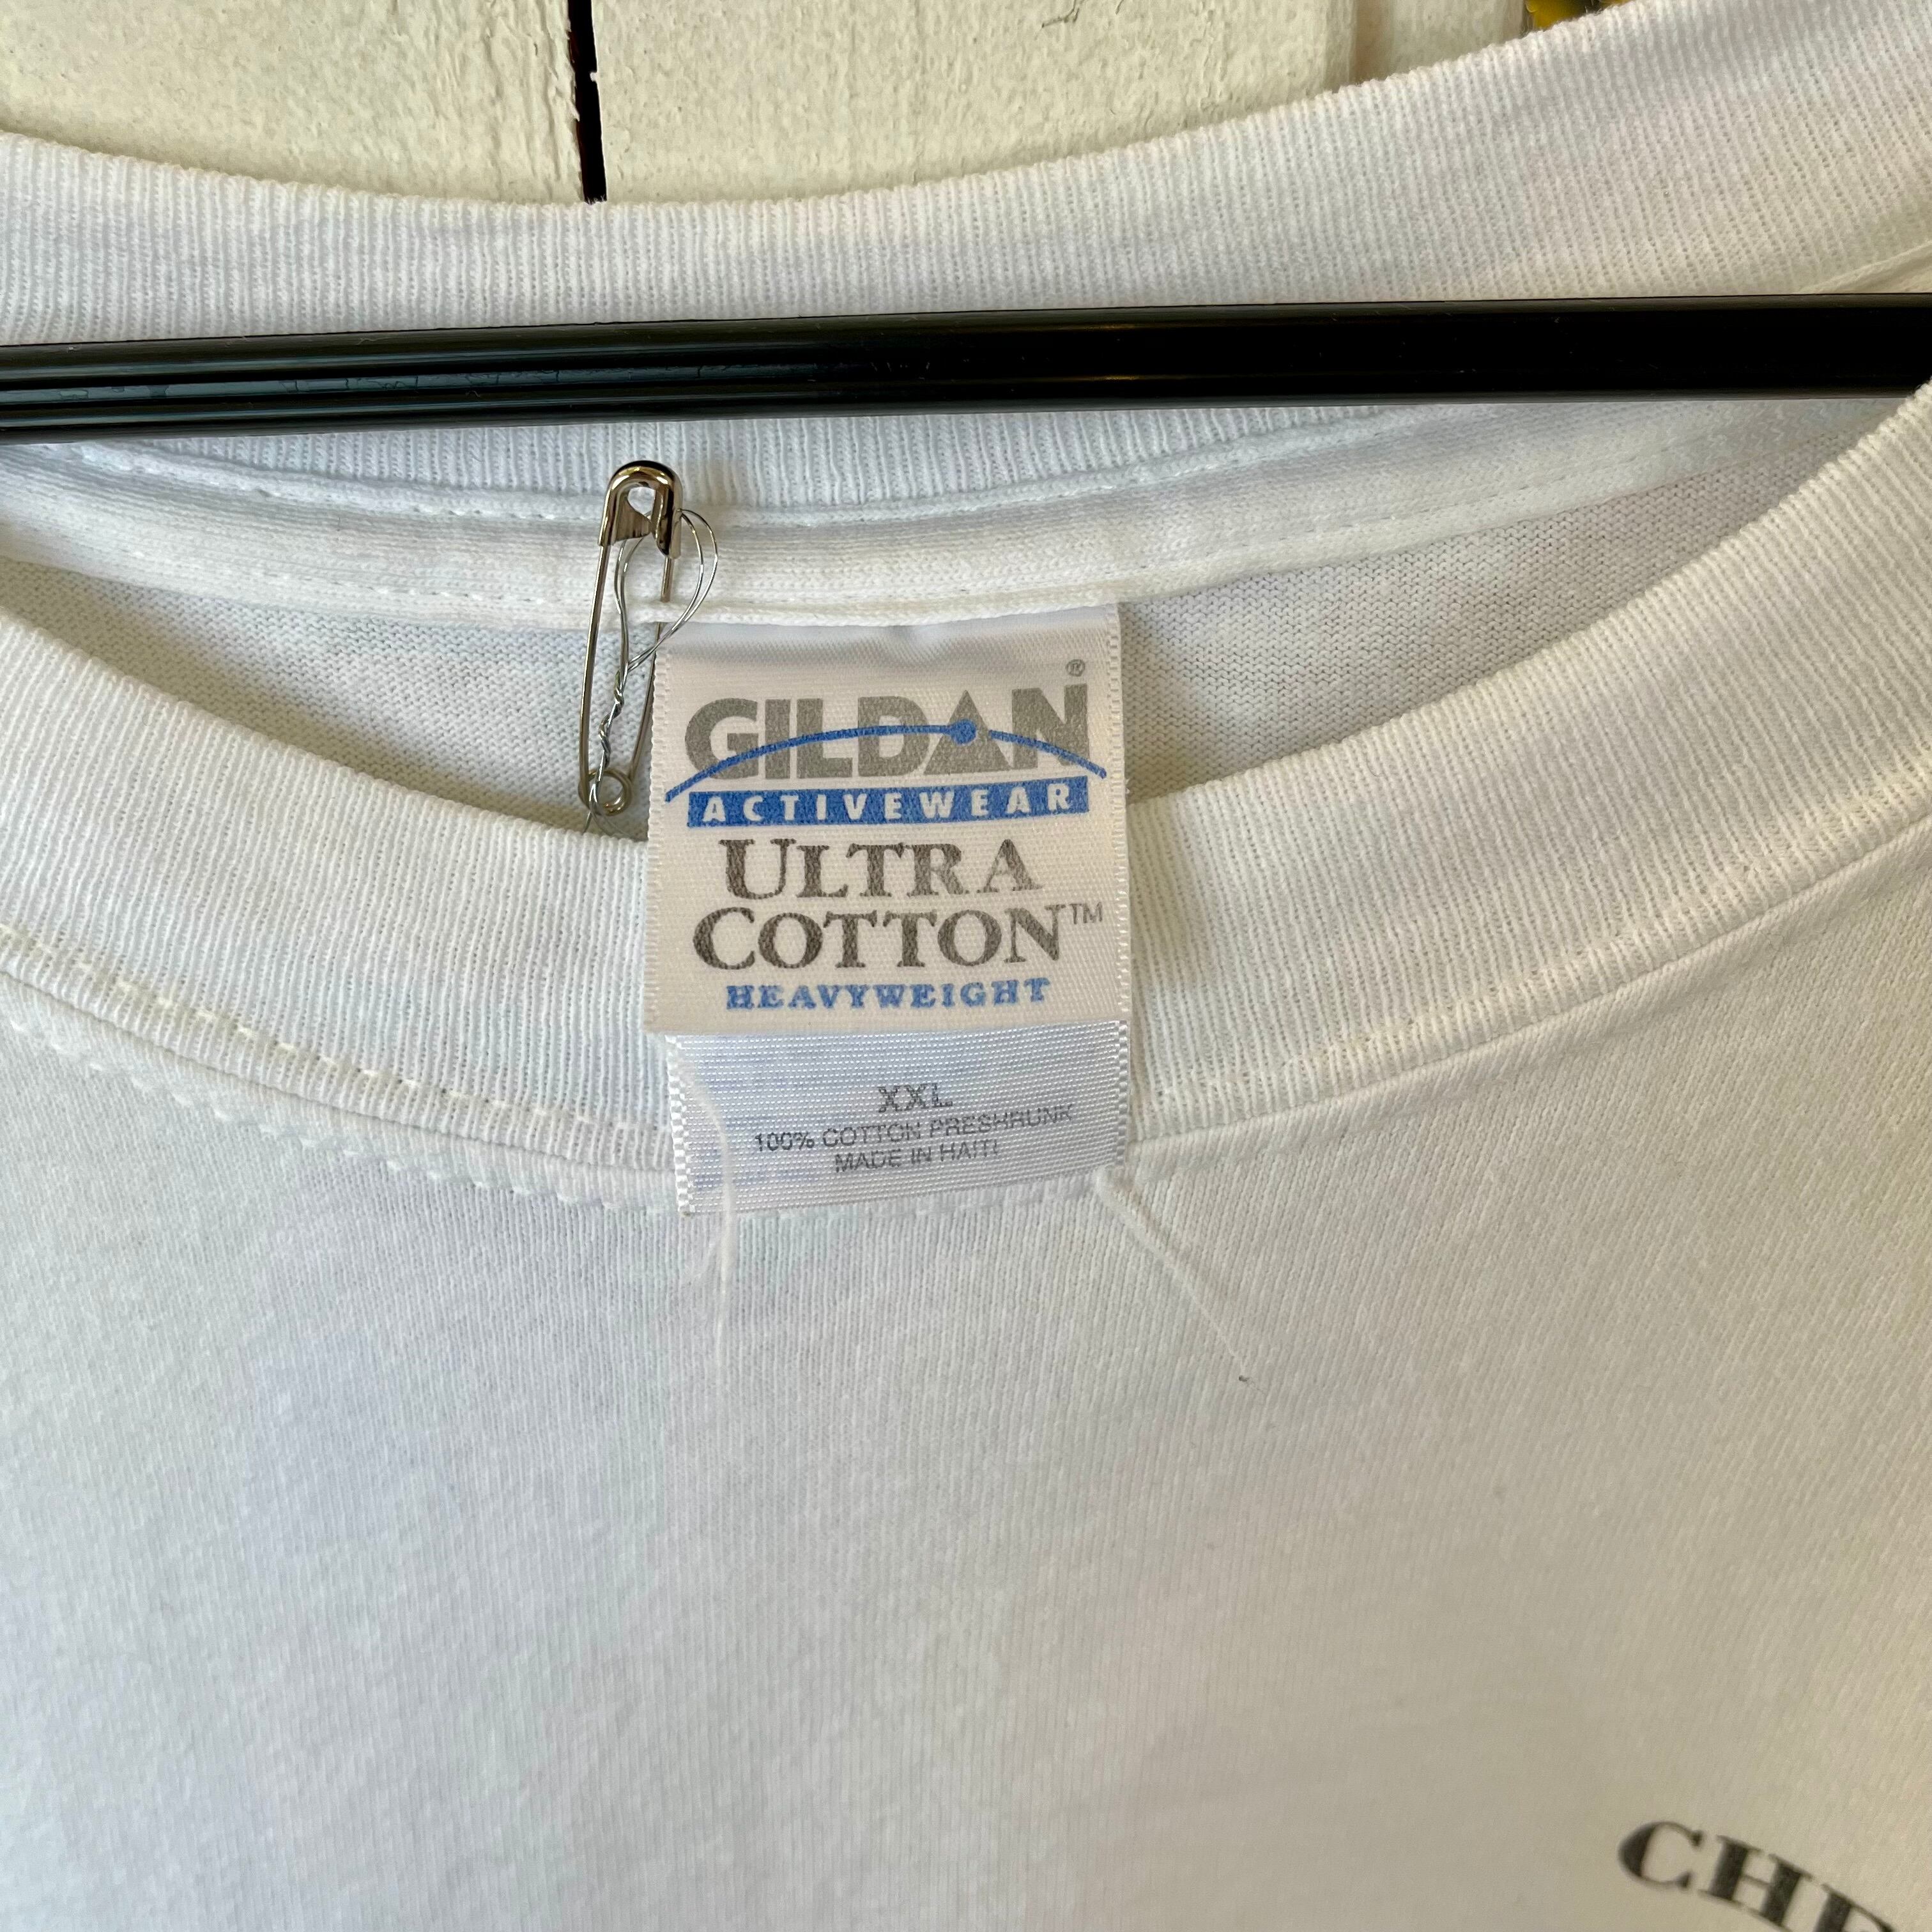 GILDAN®
ACTIVEWEAR
ULTRA
COTTON™
HEAVYWEIGHT
XXL
100% COTTON PRESHRUNK
MADE IN HAITI